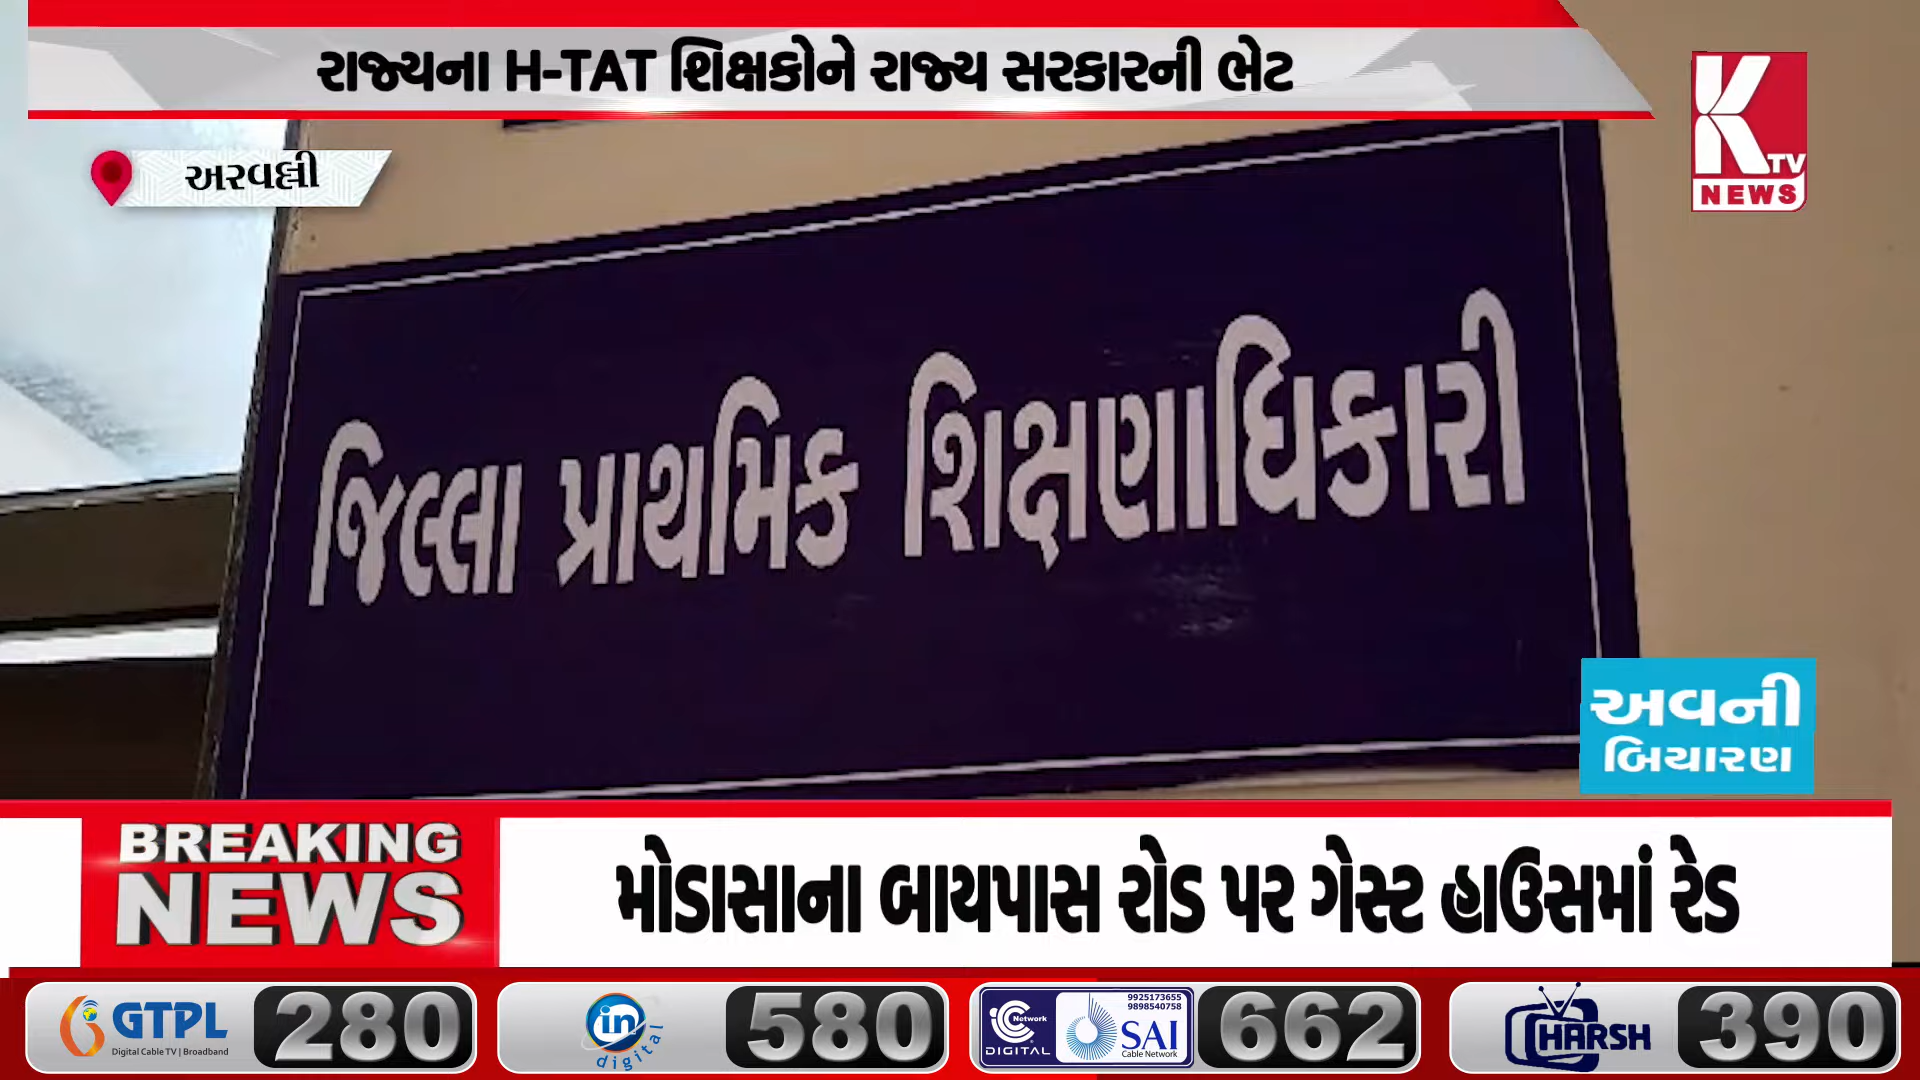 રાજ્યના H-TAT શિક્ષકોને રાજ્ય સરકારની ભેટ
અરવલ્લી
K TV
NEWS
જિલ્લા પ્રાથમિક શિક્ષણાધિકારી
અવની
બિયારણ
BREAKING
NEWS
મોડાસાના બાયપાસ રોડ પર ગેસ્ટ હાઉસમાં રેડ
GTPL
Digital Cable TV | Broadband
280
in
digital
580
Network
DIGITAL
9925173655
9898540758
SAI
Cable Network
662
HARSH
390